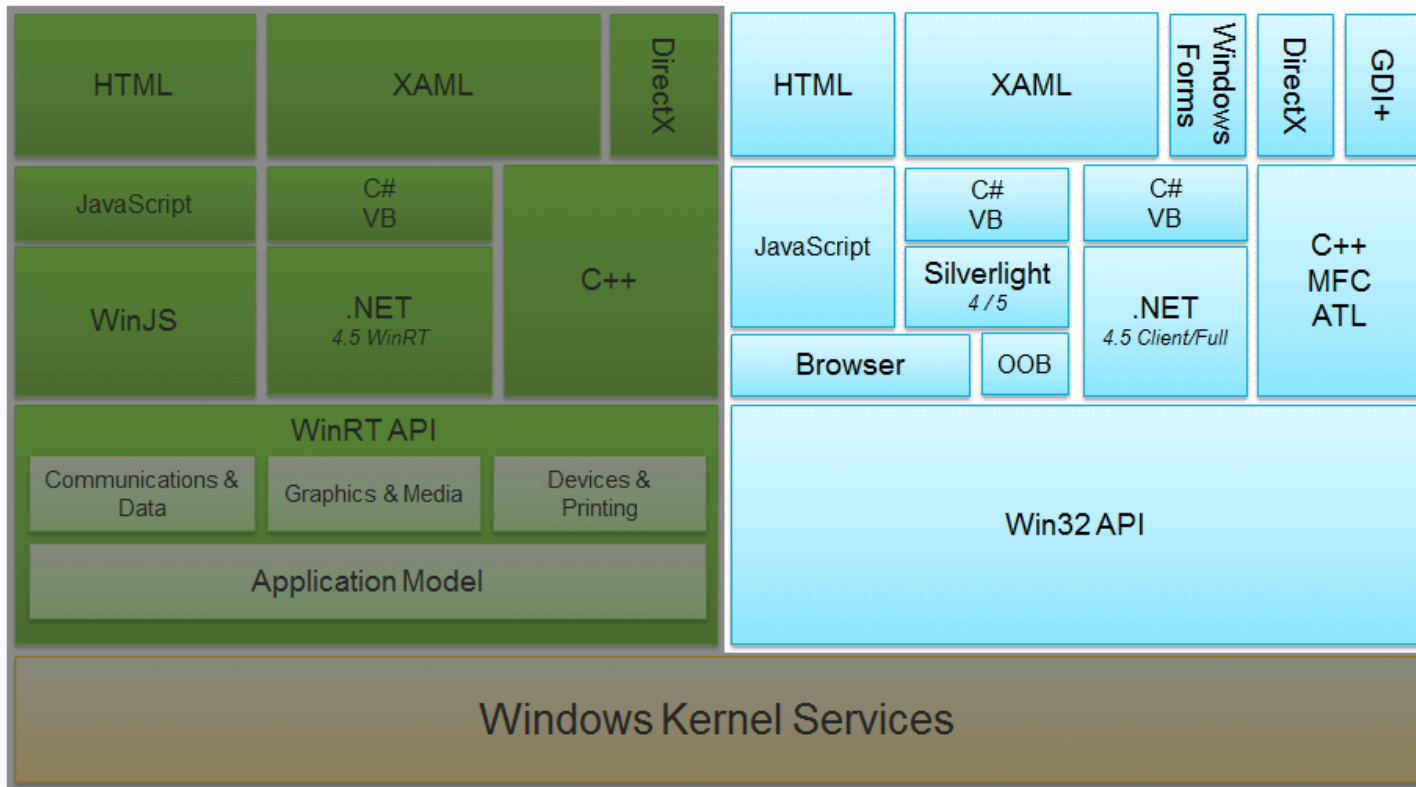 HTML
XAML
DirectX
JavaScript
C#
VB
C++
WinJS
.NET
4.5 WinRT
WinRT API
Communications &
Data
Graphics & Media
Devices &
Printing
Application Model
HTML
XAML
Windows
Forms
DirectX
GDI+
JavaScript
C#
VB
Silverlight
4 / 5
C#
VB
.NET
4.5 Client/Full
C++
MFC
ATL
Browser
OOB
Win32 API
Windows Kernel Services